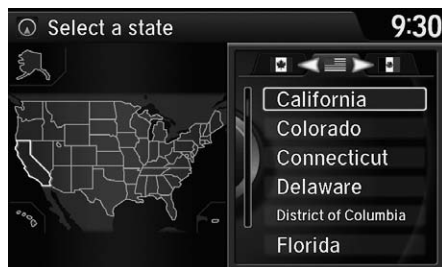 Select a state
9:30
California
Colorado
Connecticut
Delaware
District of Columbia
Florida